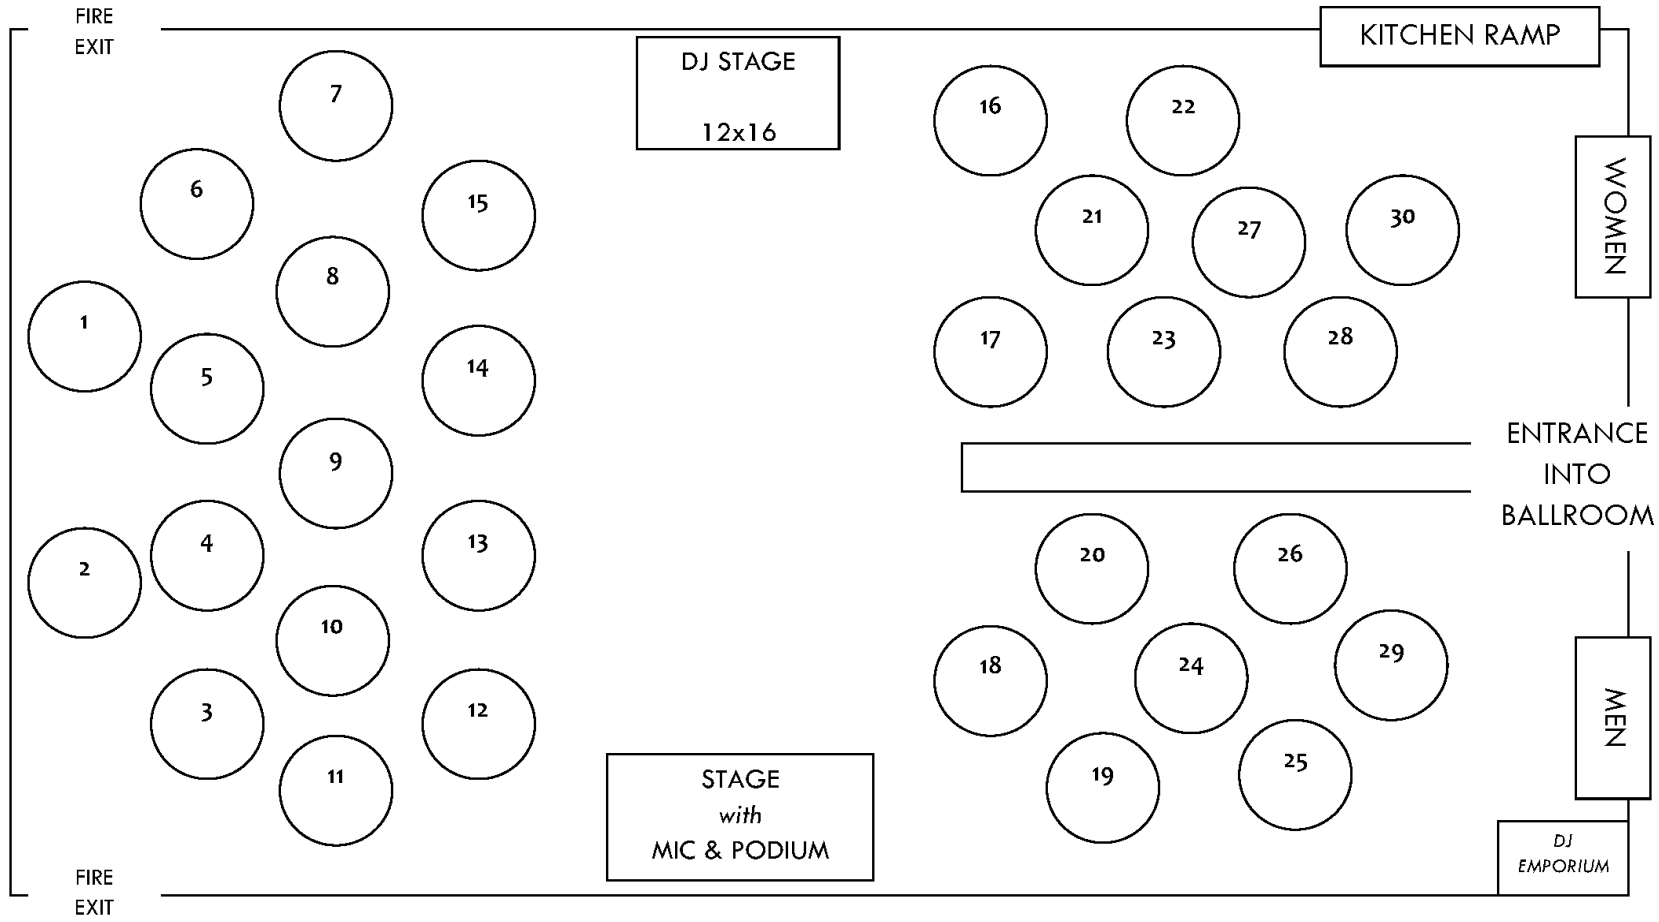 FIRE
EXIT
KITCHEN RAMP
DJ STAGE
12x16
7
16
22
WOMEN
6
15
21
27
30
8
1
5
14
17
23
28
ENTRANCE
INTO
BALLROOM
9
2
4
13
20
26
10
18
24
29
3
12
MEN
11
19
25
STAGE
with
MIC & PODIUM
DJ
EMPORIUM
FIRE
EXIT